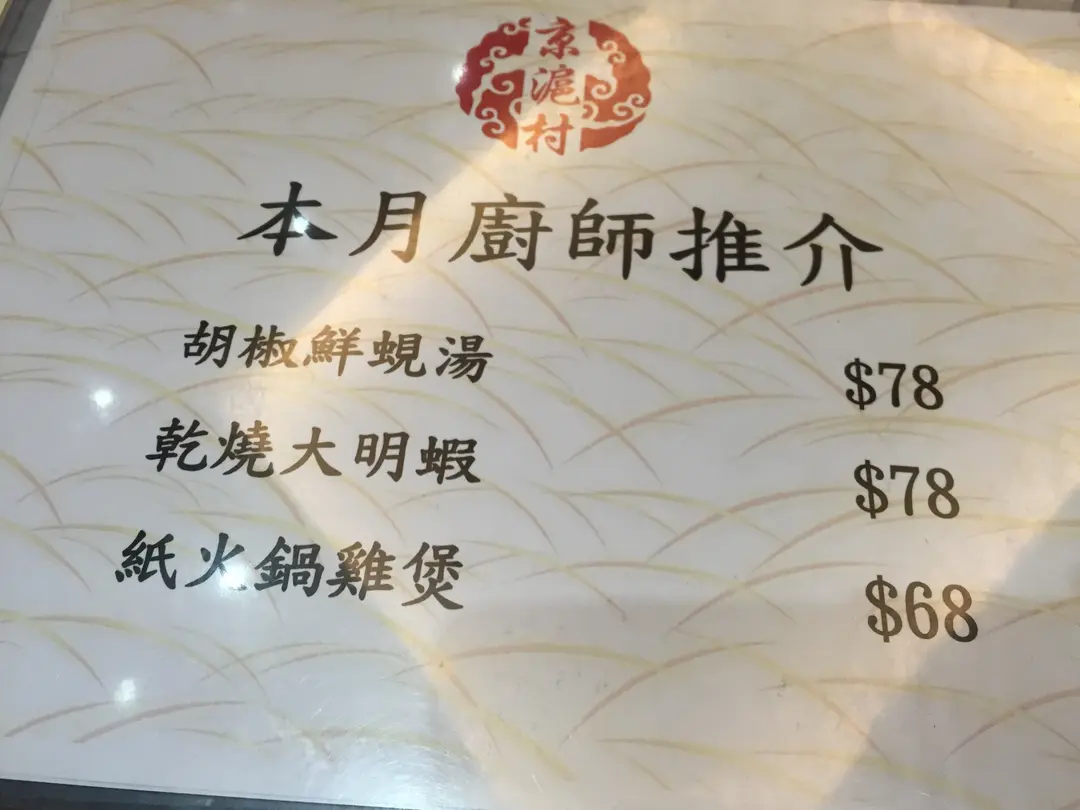 京滬村
本月廚師推介
胡椒鮮蜆湯 $78
乾燒大明蝦 $78
紙火鍋雞煲 $68